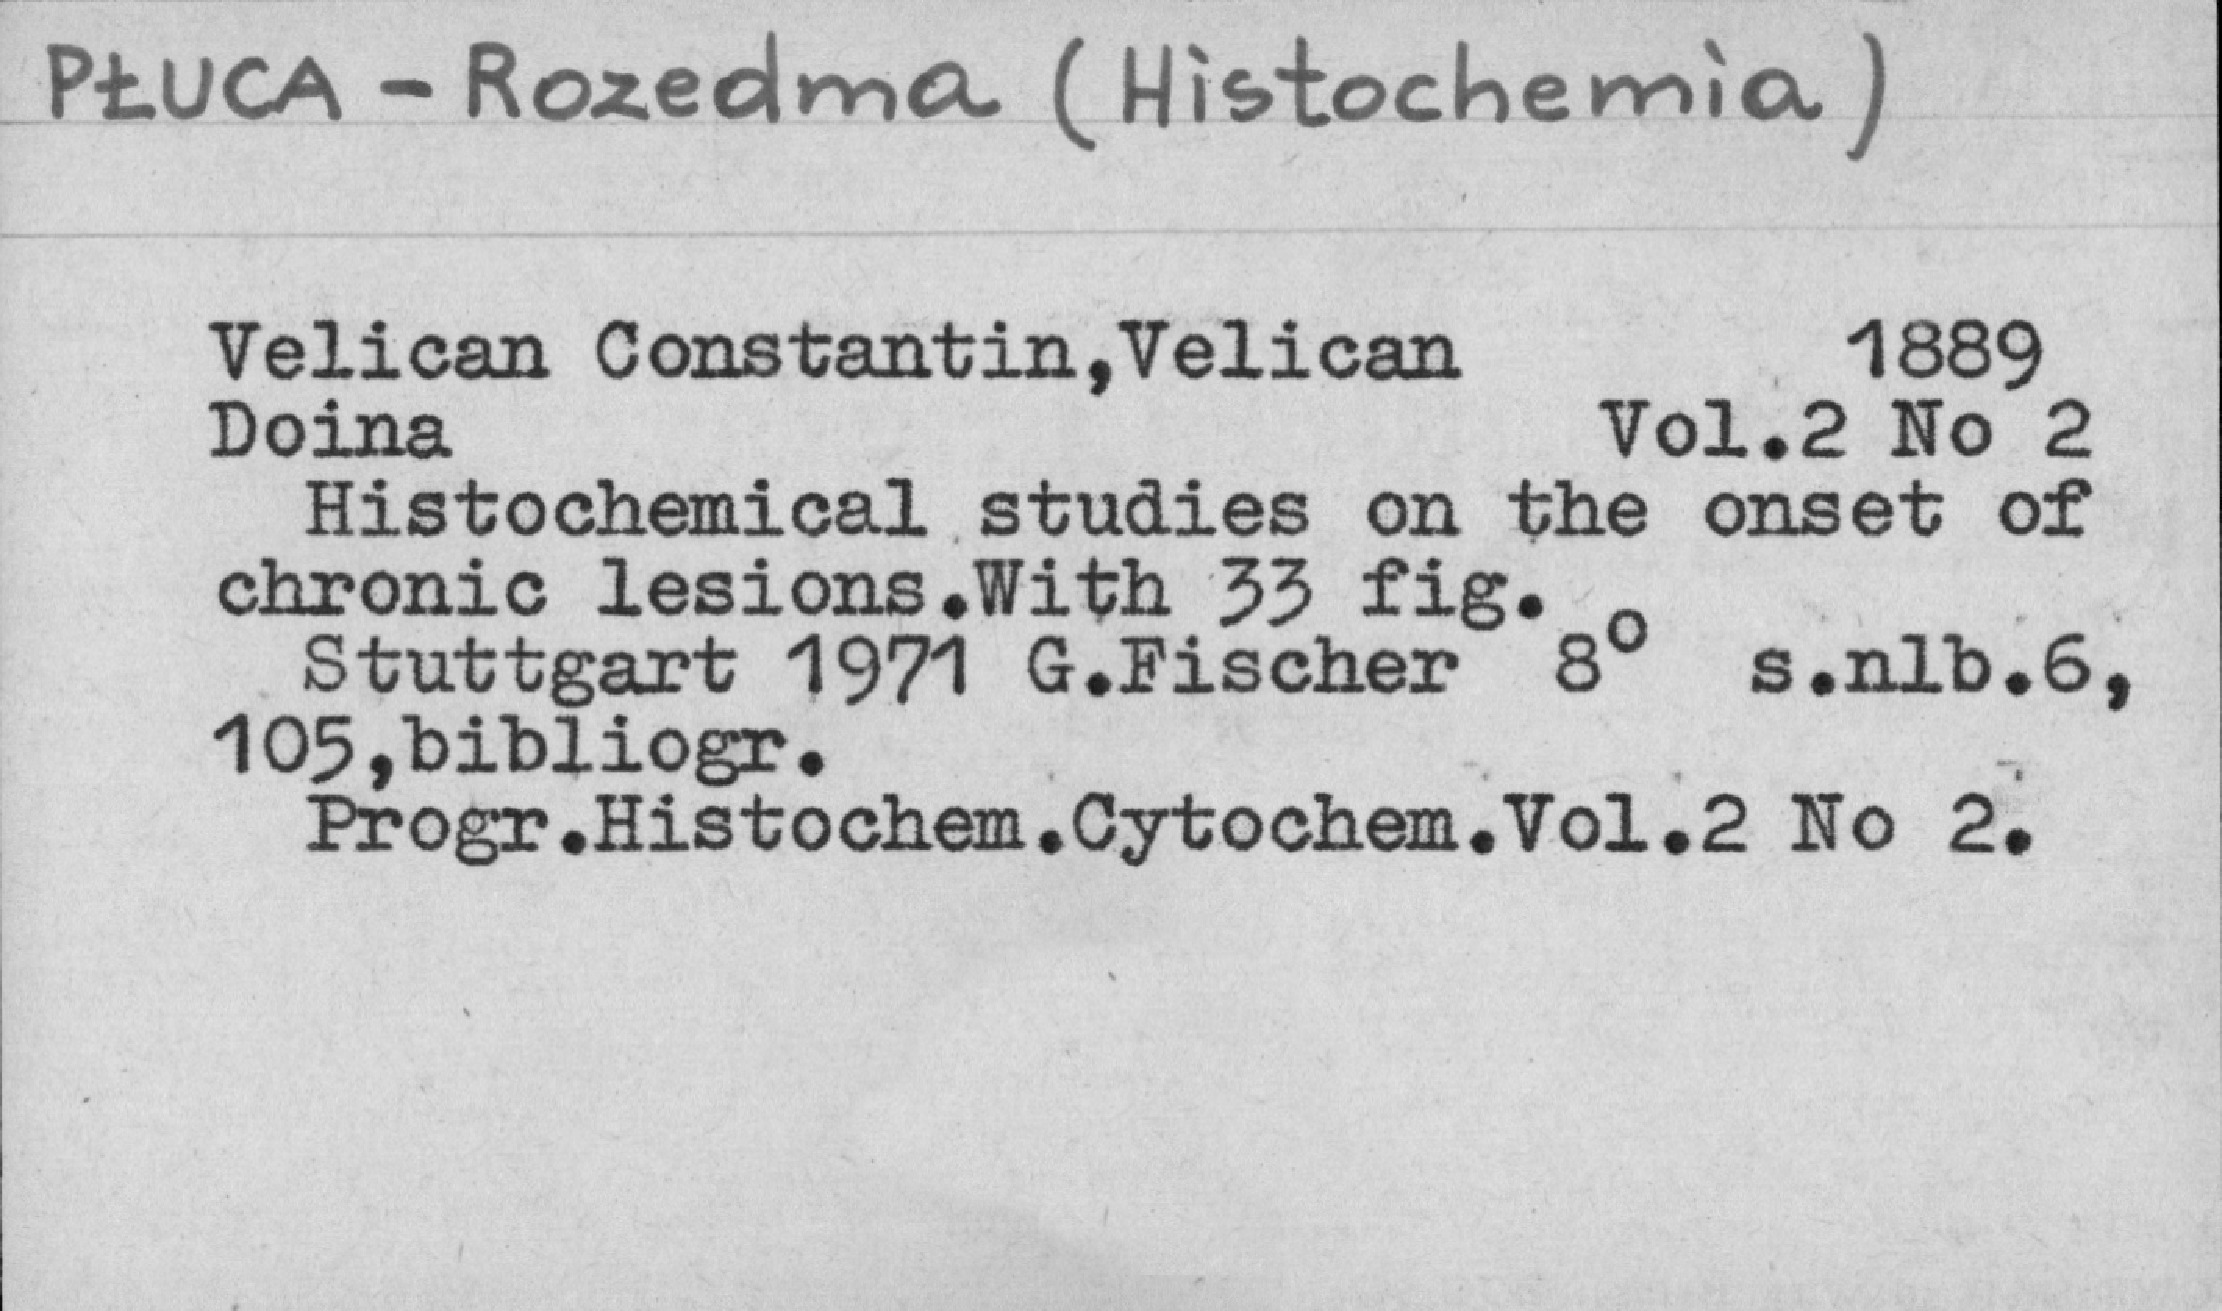 PŁUCA - Rozedma (Histochemia)
Velican Constantin,Velican 1889
Doina Vol.2 No 2
Histochemical studies on the onset of
chronic lesions.With 33 fig.
Stuttgart 1971 G.Fischer 8° s.nlb.6,
105,bibliogr.
Progr.Histochem.Cytochem.Vol.2 No 2.